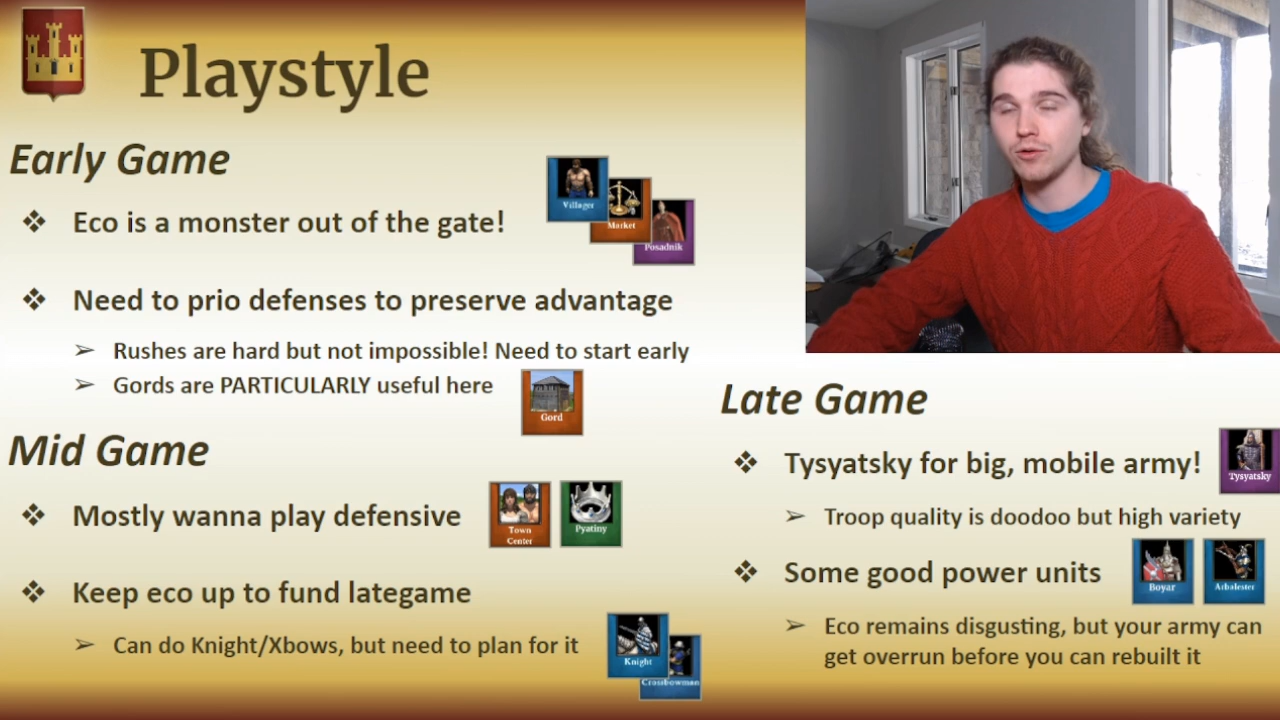 Playstyle
Early Game
Eco is a monster out of the gate!
Villager
Market
Posadnik
Need to prio defenses to preserve advantage
Rushes are hard but not impossible! Need to start early
Gords are PARTICULARLY useful here
Gord
Mid Game
Mostly wanna play defensive
Town
Center
Pyatiny
Keep eco up to fund lategame
Can do Knight/Xbows, but need to plan for it
Knight
Crossbowman
Late Game
Tysyatsky for big, mobile army!
Tysyatsky
Troop quality is doodoo but high variety
Some good power units
Boyar
Arbalester
Eco remains disgusting, but your army can
get overrun before you can rebuilt it